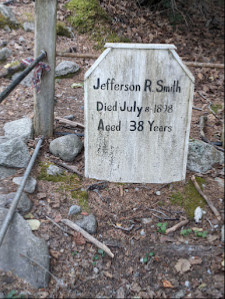 Jefferson R. Smith
Died July 8·1898
Aged 38 Years